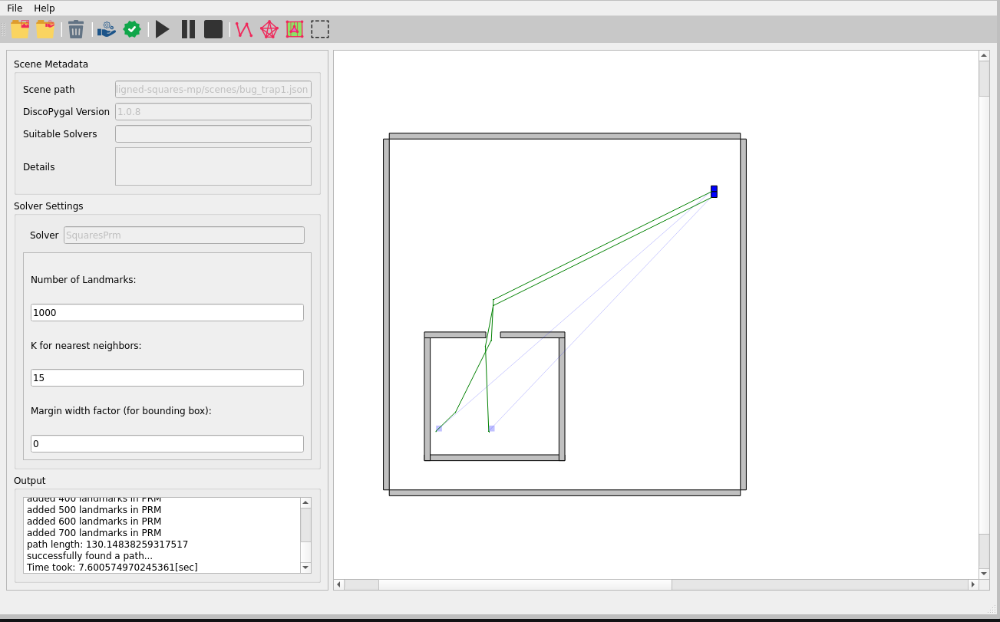 File Help
Scene Metadata
Scene path ligned-squares-mp/scenes/bug_trap1.json
DiscoPygal Version 1.0.8
Suitable Solvers
Details
Solver Settings
Solver SquaresPrm
Number of Landmarks:
1000
K for nearest neighbors:
15
Margin width factor (for bounding box):
0
Output
added 400 landmarks in PRM
added 500 landmarks in PRM
added 600 landmarks in PRM
added 700 landmarks in PRM
path length: 130.14838259317517
successfully found a path...
Time took: 7.600574970245361[sec]